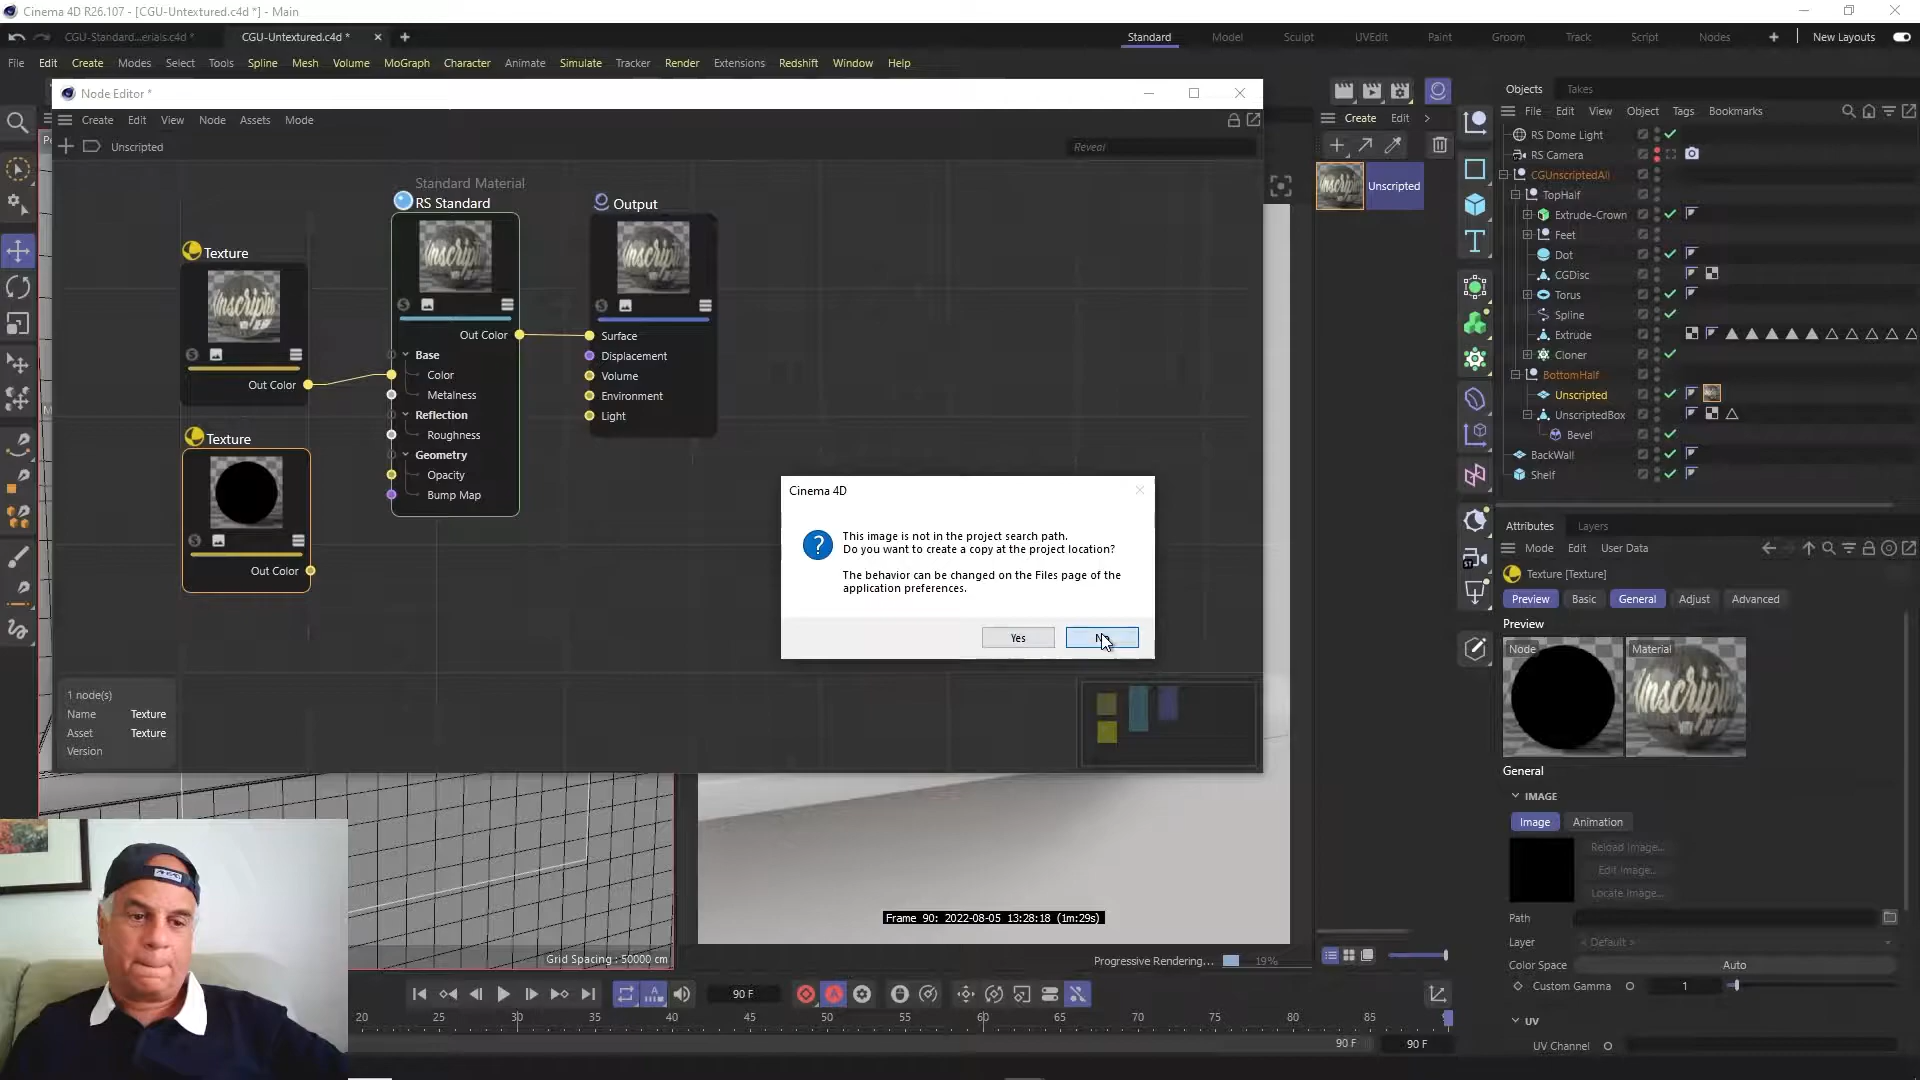 Cinema 4D R26.107 - [CGU-Untextured.c4d *] - Main
CGU-Standard...erials.c4d *
CGU-Untextured.c4d *
Standard
Model
Sculpt
UVEdit
Paint
Groom
Track
Script
Nodes
New Layouts
File Edit Create Modes Select Tools Spline Mesh Volume MoGraph Character Animate Simulate Tracker Render Extensions Redshift Window Help
Node Editor *
Create Edit View Node Assets Mode
Unscripted
Reveal
Standard Material
RS Standard
Output
Texture
Out Color
Out Color
Base
Color
Metalness
Reflection
Roughness
Geometry
Opacity
Bump Map
Surface
Displacement
Volume
Environment
Light
Texture
Out Color
1 node(s)
Name Texture
Asset Texture
Version
Cinema 4D
This image is not in the project search path.
Do you want to create a copy at the project location?
The behavior can be changed on the Files page of the
application preferences.
Yes
Create Edit
Unscripted
Objects Takes
File Edit View Object Tags Bookmarks
RS Dome Light
RS Camera
CGUnscriptedAll
TopHalf
Extrude-Crown
Feet
Dot
CGDisc
Torus
Spline
Extrude
Cloner
BottomHalf
Unscripted
UnscriptedBox
Bevel
BackWall
Shelf
Attributes Layers
Mode Edit User Data
Texture [Texture]
Preview Basic General Adjust Advanced
Preview
Node
Material
General
IMAGE
Image Animation
Reload Image...
Edit Image...
Locate Image...
Path
Layer < Default >
Color Space Auto
Custom Gamma 1
UV
UV Channel
Frame 90: 2022-08-05 13:28:18 (1m:29s)
Grid Spacing : 50000 cm
Progressive Rendering... 19%
90 F
20 25 30 35 40 45 50 55 60 65 70 75 80 85
90 F
90 F